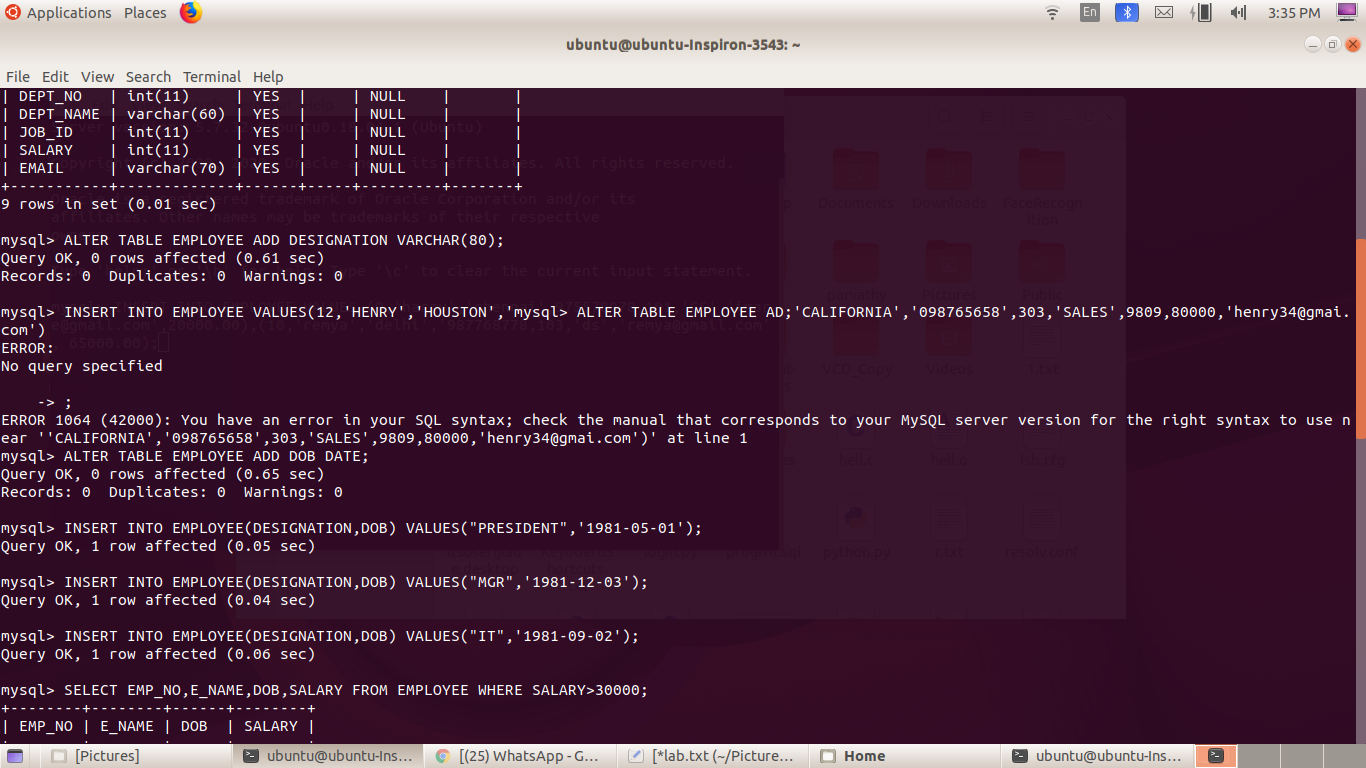 Applications Places En 3:35 PM
ubuntu@ubuntu-Inspiron-3543: ~
File Edit View Search Terminal Help
| DEPT_NO   | int(11)     | YES  |     | NULL    |       |
| DEPT_NAME | varchar(60) | YES  |     | NULL    |       |
| JOB_ID    | int(11)     | YES  |     | NULL    |       |
| SALARY    | int(11)     | YES  |     | NULL    |       |
| EMAIL     | varchar(70) | YES  |     | NULL    |       |
+-----------+-------------+------+-----+---------+-------+
9 rows in set (0.01 sec)
mysql> ALTER TABLE EMPLOYEE ADD DESIGNATION VARCHAR(80);
Query OK, 0 rows affected (0.61 sec)
Records: 0  Duplicates: 0  Warnings: 0
mysql> INSERT INTO EMPLOYEE VALUES(12,'HENRY','HOUSTON','mysql> ALTER TABLE EMPLOYEE AD;'CALIFORNIA','098765658',303,'SALES',9809,80000,'henry34@gmai.
com')
ERROR:
No query specified
    -> ;
ERROR 1064 (42000): You have an error in your SQL syntax; check the manual that corresponds to your MySQL server version for the right syntax to use n
ear ''CALIFORNIA','098765658',303,'SALES',9809,80000,'henry34@gmai.com')' at line 1
mysql> ALTER TABLE EMPLOYEE ADD DOB DATE;
Query OK, 0 rows affected (0.65 sec)
Records: 0  Duplicates: 0  Warnings: 0
mysql> INSERT INTO EMPLOYEE(DESIGNATION,DOB) VALUES("PRESIDENT",'1981-05-01');
Query OK, 1 row affected (0.05 sec)
mysql> INSERT INTO EMPLOYEE(DESIGNATION,DOB) VALUES("MGR",'1981-12-03');
Query OK, 1 row affected (0.04 sec)
mysql> INSERT INTO EMPLOYEE(DESIGNATION,DOB) VALUES("IT",'1981-09-02');
Query OK, 1 row affected (0.06 sec)
mysql> SELECT EMP_NO,E_NAME,DOB,SALARY FROM EMPLOYEE WHERE SALARY>30000;
+--------+--------+------+--------+
| EMP_NO | E_NAME | DOB  | SALARY |
[Pictures] ubuntu@ubuntu-Ins... [(25) WhatsApp - G... [*lab.txt (~/Picture... Home ubuntu@ubuntu-Ins...